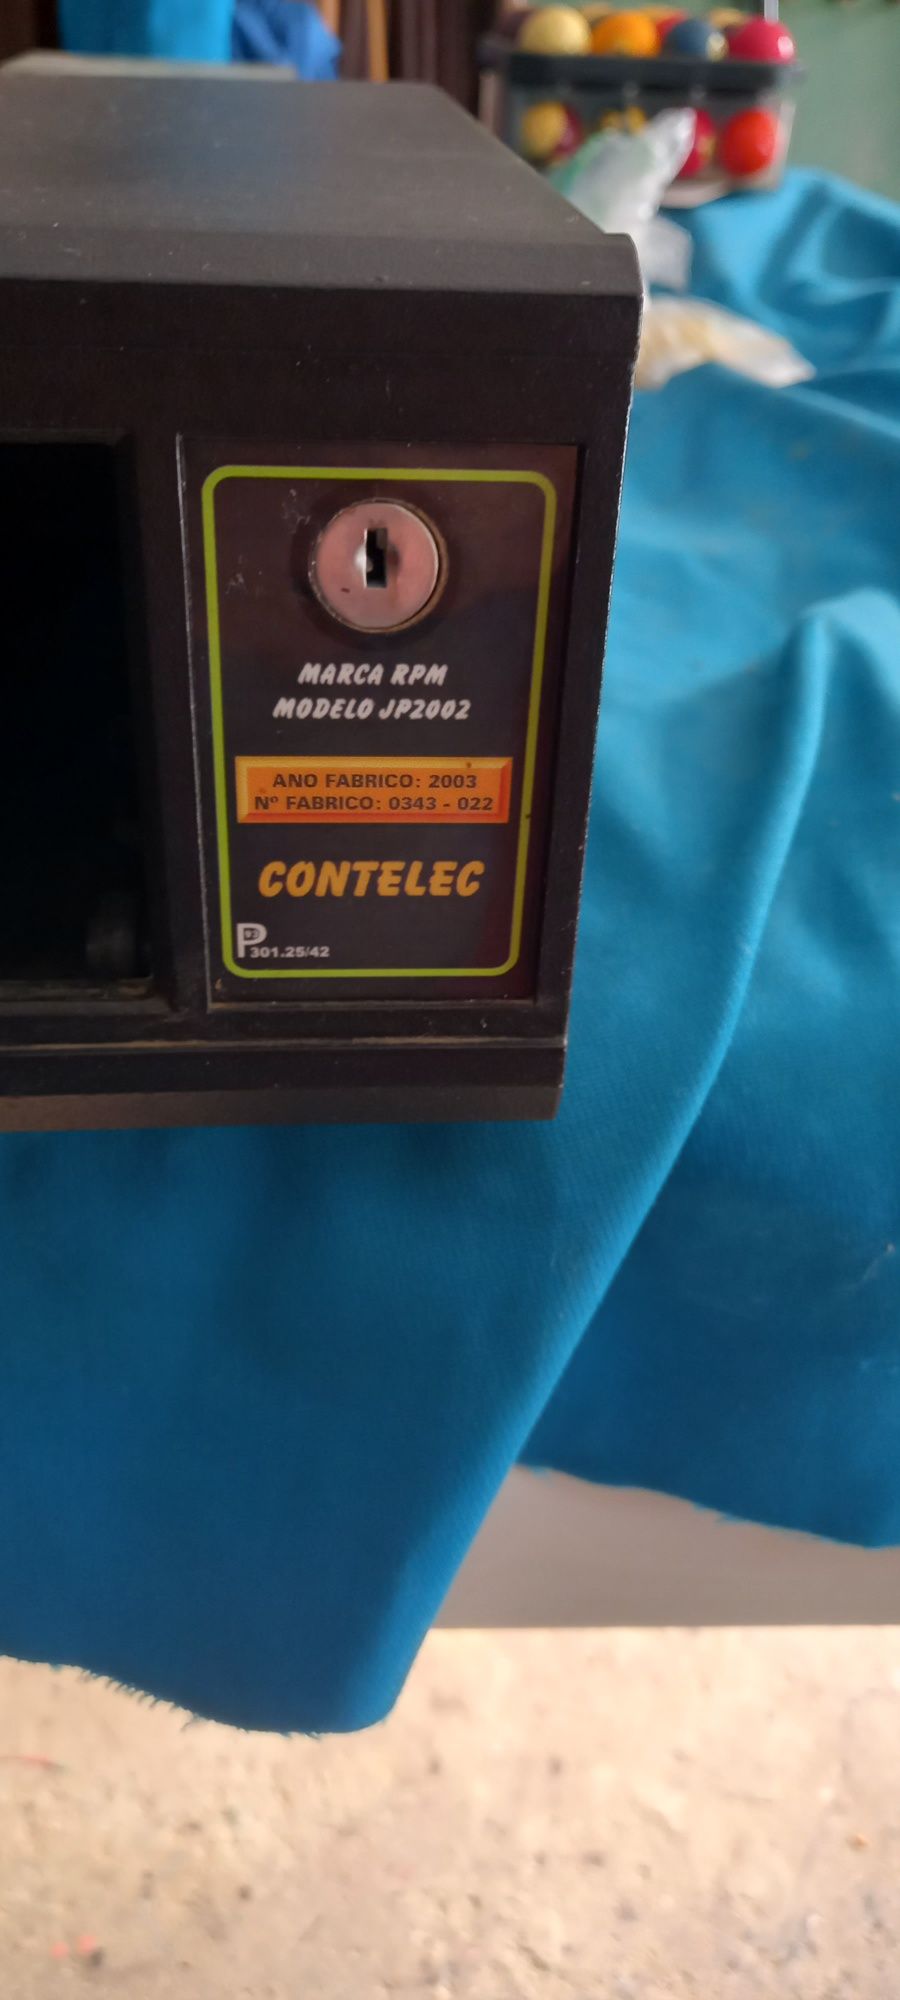 MARCA RPM
MODELO JP2002
ANO FABRICO: 2003
Nº FABRICO: 0343 - 022
CONTELEC
P
301.25/42